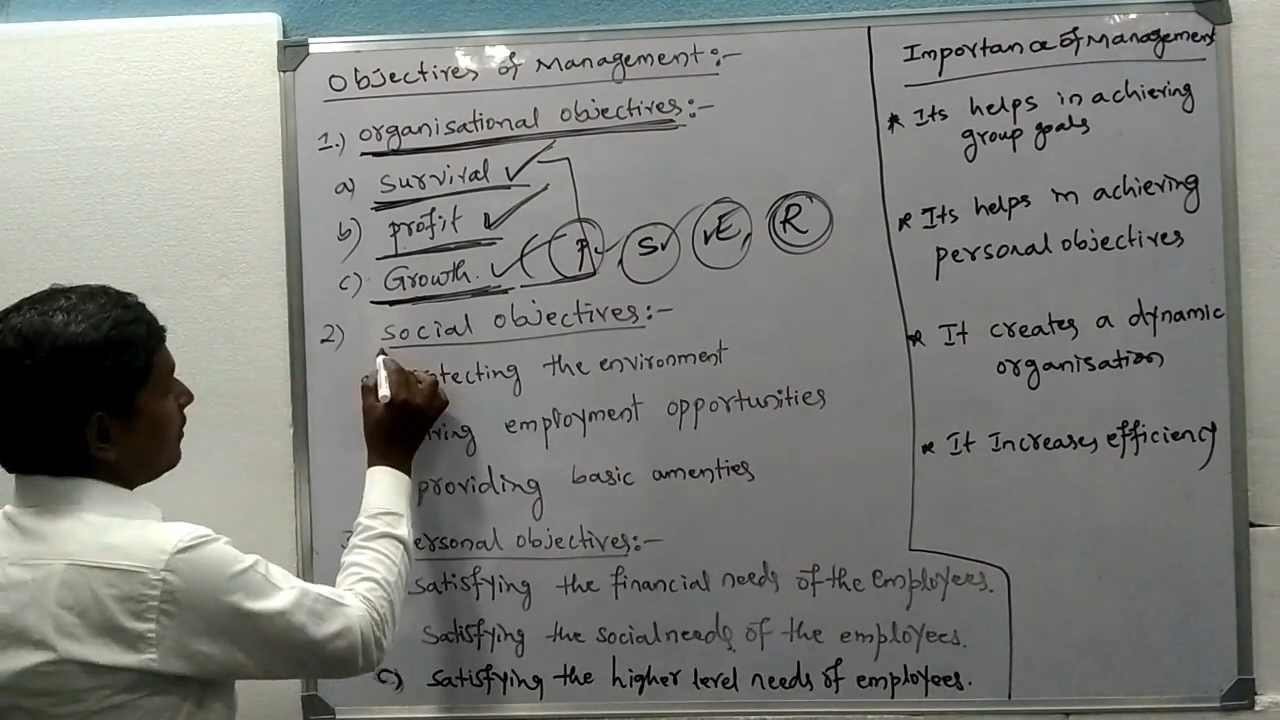 Objectives of Management:-
1.) organisational objectives:-
a) survival
b) profit
c) Growth.
P S E R
2) social objectives:-
the environment
employment opportunities
providing basic amenties
objectives:-
satisfying the financial needs of the employees.
satisfying the social needs of the employees.
c) satisfying the higher level needs of employees.
Importance of Management
* Its helps in achieving
group goals
* Its helps in achieving
personal objectives
* It creates a dynamic
organisation
* It Increases efficiency